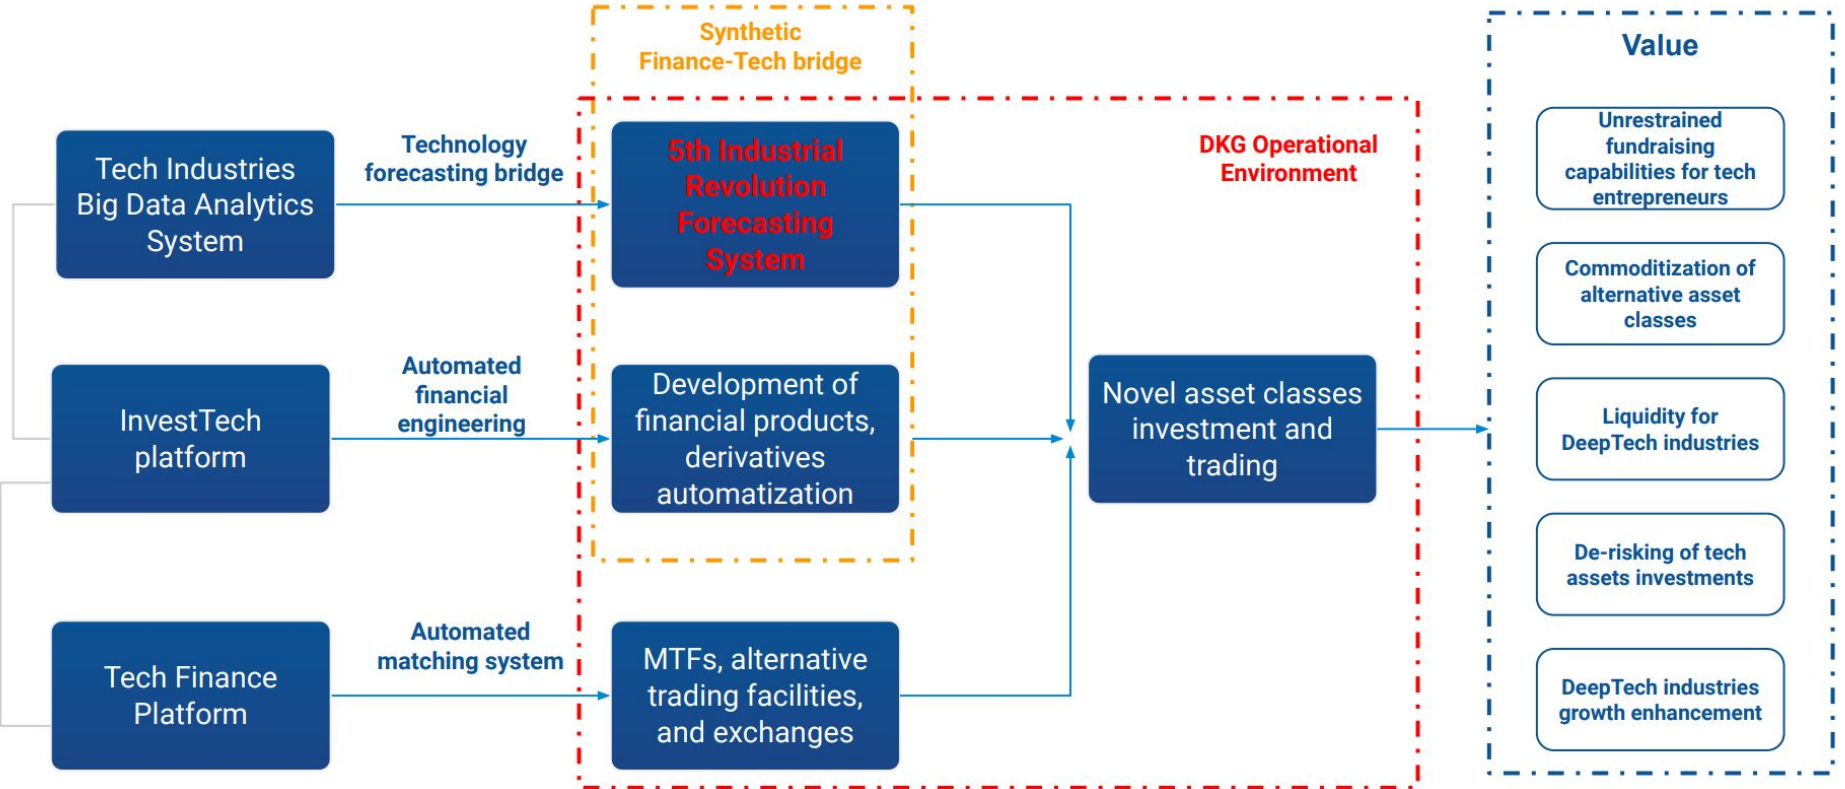 Synthetic
Finance-Tech bridge
Value
Tech Industries
Big Data Analytics
System
Technology
forecasting bridge
5th Industrial
Revolution
Forecasting
System
DKG Operational
Environment
Unrestrained
fundraising
capabilities for tech
entrepreneurs
Commoditization of
alternative asset
classes
InvestTech
platform
Automated
financial
engineering
Development of
financial products,
derivatives
automatization
Novel asset classes
investment and
trading
Liquidity for
DeepTech industries
De-risking of tech
assets investments
Tech Finance
Platform
Automated
matching system
MTFs, alternative
trading facilities,
and exchanges
DeepTech industries
growth enhancement